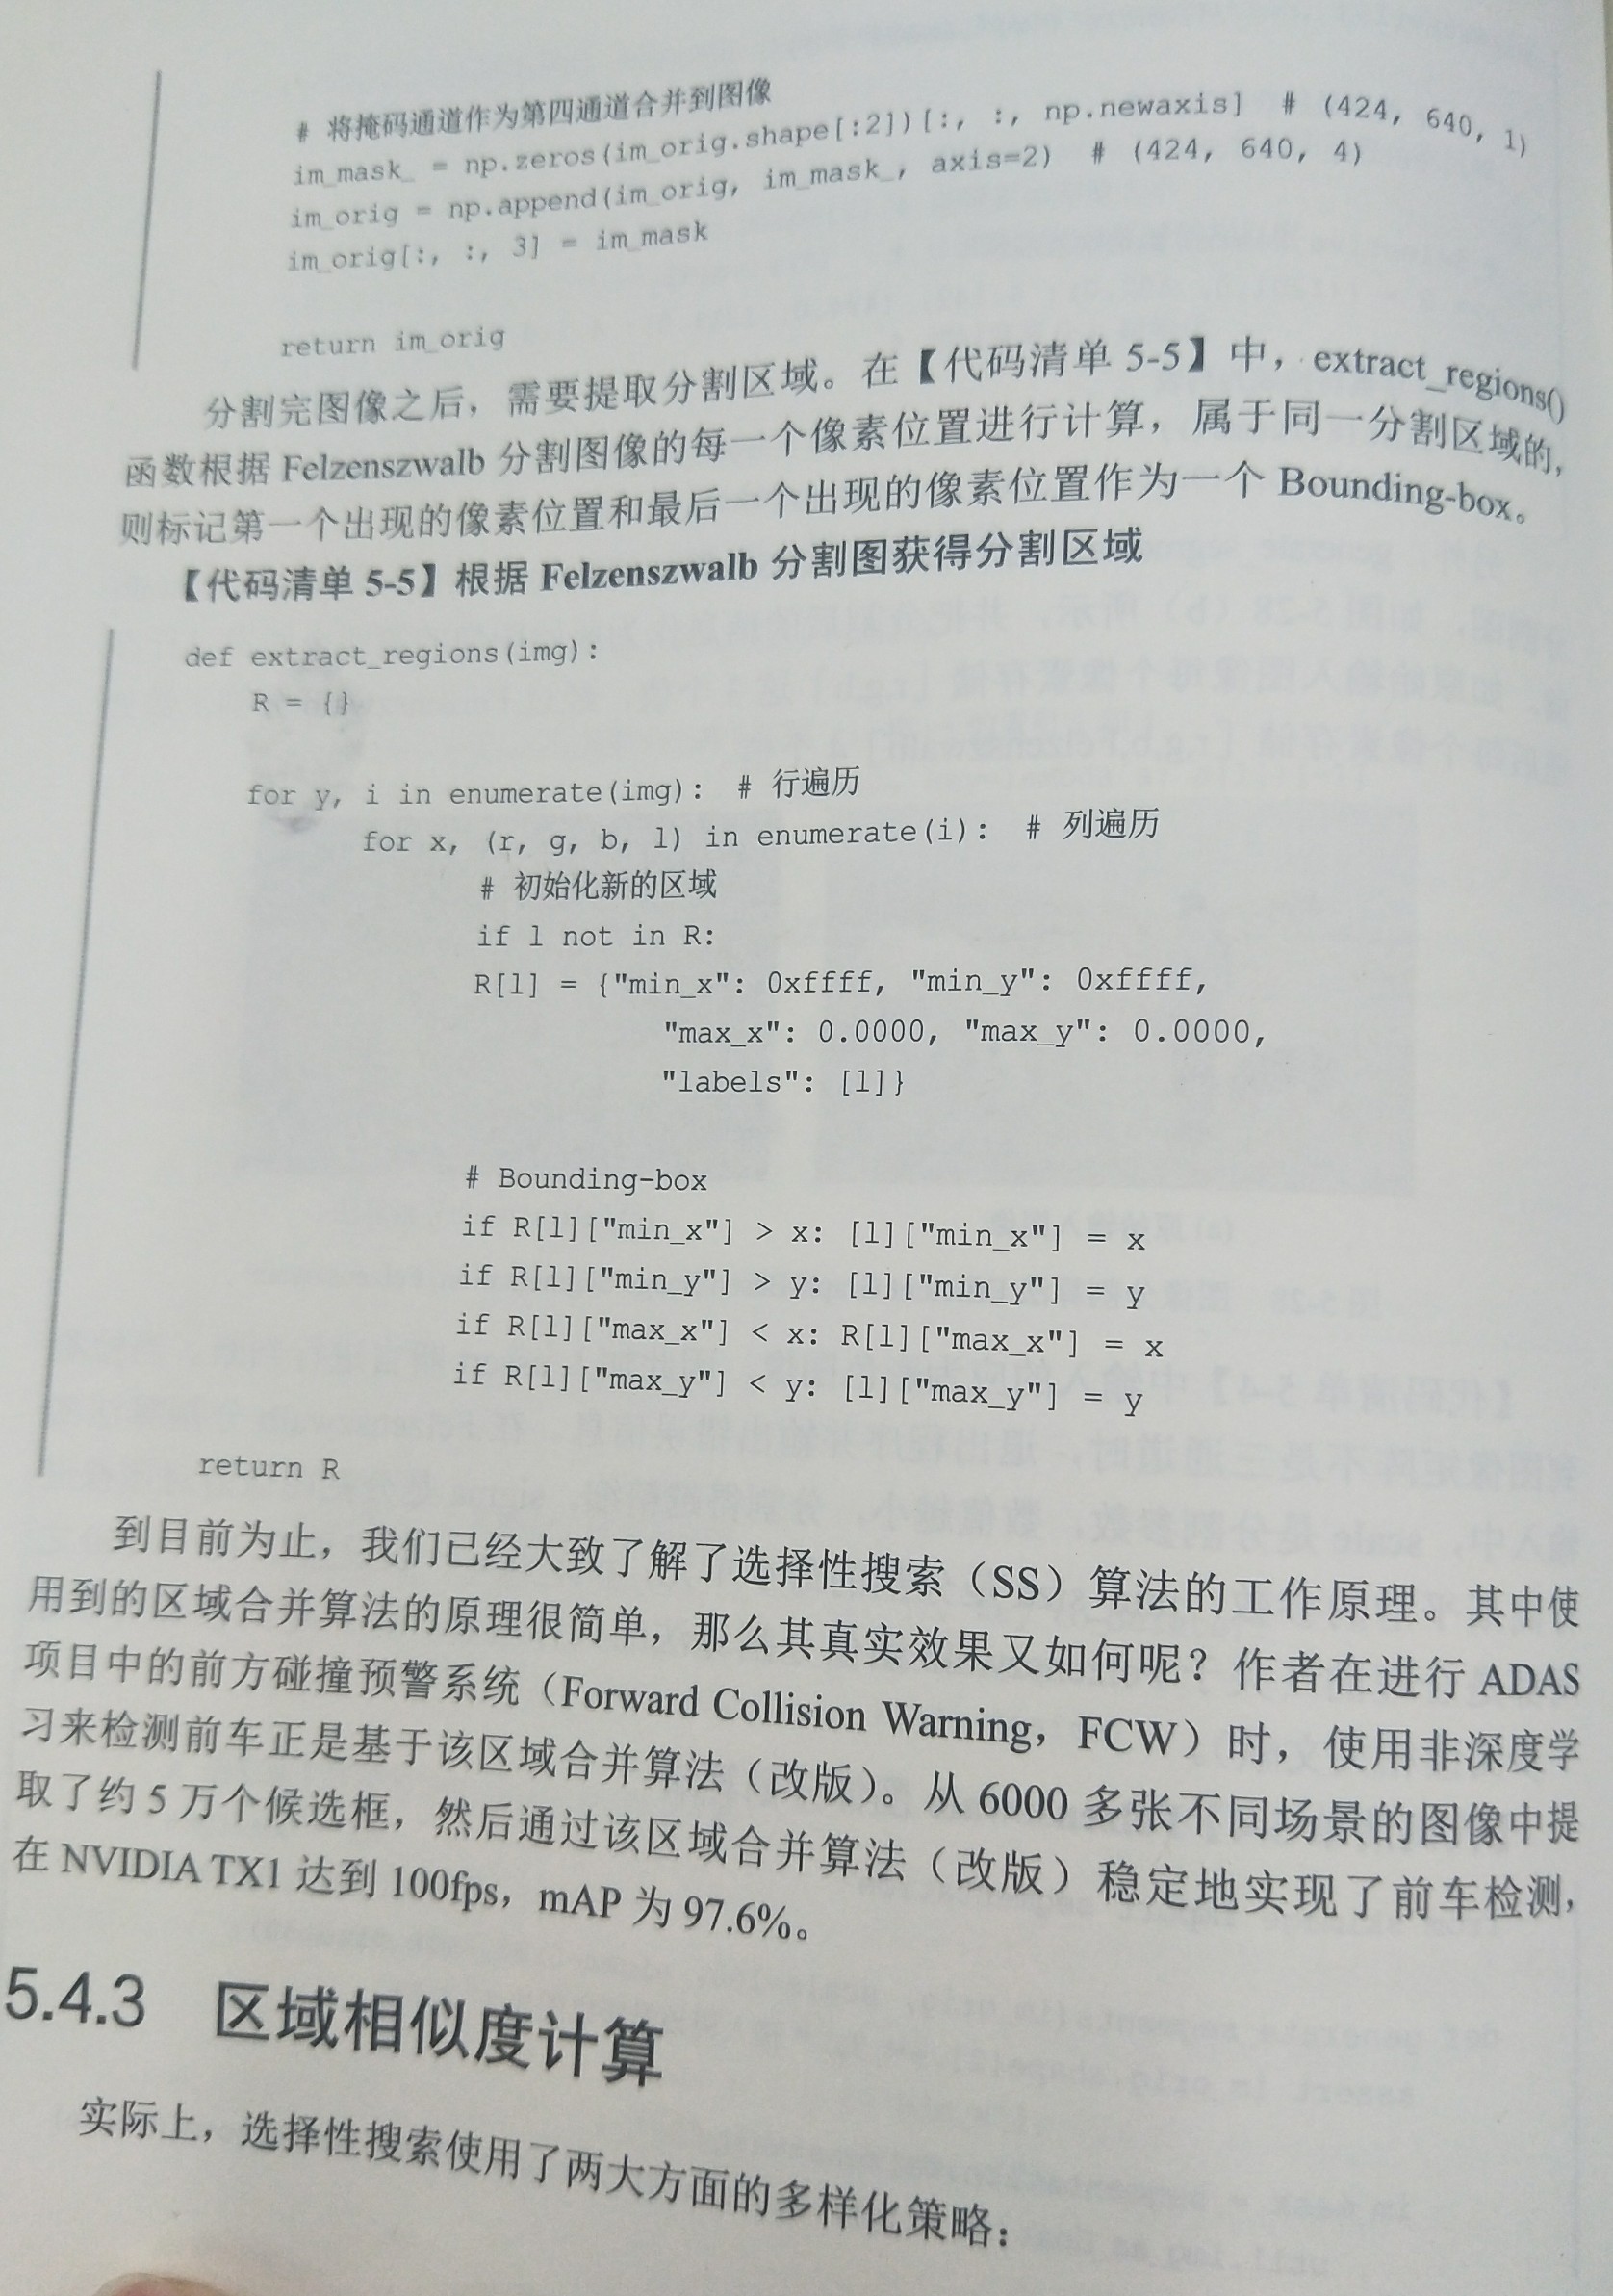 # 将掩码通道作为第四通道合并到图像
im_mask_ = np.zeros(im_orig.shape[:2])[:, :, np.newaxis]  # (424, 640, 1)
im_orig = np.append(im_orig, im_mask_, axis=2)  # (424, 640, 4)
im_orig[:, :, 3] = im_mask
return im_orig
分割完图像之后，需要提取分割区域。在【代码清单 5-5】中，extract_regions()
函数根据 Felzenszwalb 分割图像的每一个像素位置进行计算，属于同一分割区域的，
则标记第一个出现的像素位置和最后一个出现的像素位置作为一个 Bounding-box。
【代码清单 5-5】根据 Felzenszwalb 分割图获得分割区域
def extract_regions(img):
R = {}
for y, i in enumerate(img):  # 行遍历
for x, (r, g, b, l) in enumerate(i):  # 列遍历
# 初始化新的区域
if l not in R:
R[l] = {"min_x": 0xffff, "min_y": 0xffff,
"max_x": 0.0000, "max_y": 0.0000,
"labels": [l]}
# Bounding-box
if R[l]["min_x"] > x: [l]["min_x"] = x
if R[l]["min_y"] > y: [l]["min_y"] = y
if R[l]["max_x"] < x: R[l]["max_x"] = x
if R[l]["max_y"] < y: [l]["max_y"] = y
return R
到目前为止，我们已经大致了解了选择性搜索（SS）算法的工作原理。其中使
用到的区域合并算法的原理很简单，那么其真实效果又如何呢？作者在进行 ADAS
项目中的前方碰撞预警系统（Forward Collision Warning，FCW）时，使用非深度学
习来检测前车正是基于该区域合并算法（改版）。从 6000 多张不同场景的图像中提
取了约 5 万个候选框，然后通过该区域合并算法（改版）稳定地实现了前车检测，
在 NVIDIA TX1 达到 100fps，mAP 为 97.6%。
5.4.3 区域相似度计算
实际上，选择性搜索使用了两大方面的多样化策略：